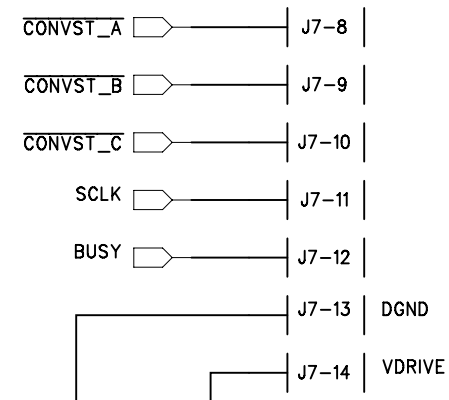 CONVST_A J7-8
CONVST_B J7-9
CONVST_C J7-10
SCLK J7-11
BUSY J7-12
J7-13 DGND
J7-14 VDRIVE